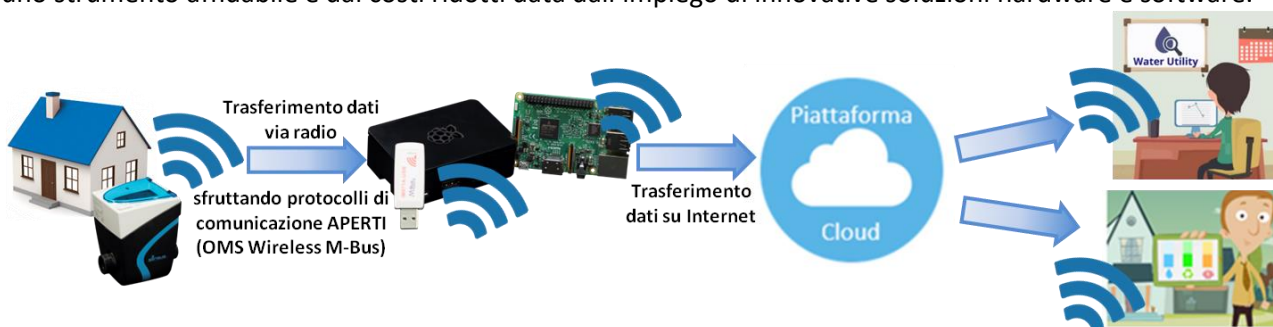 uno strumento affidabile e dai costi ridotti data dall'impiego di innovative soluzioni hardware e software.
Trasferimento dati
via radio
sfruttando protocolli di
comunicazione APERTI
(OMS Wireless M-Bus)
Trasferimento
dati su Internet
Piattaforma
Cloud
Water Utility